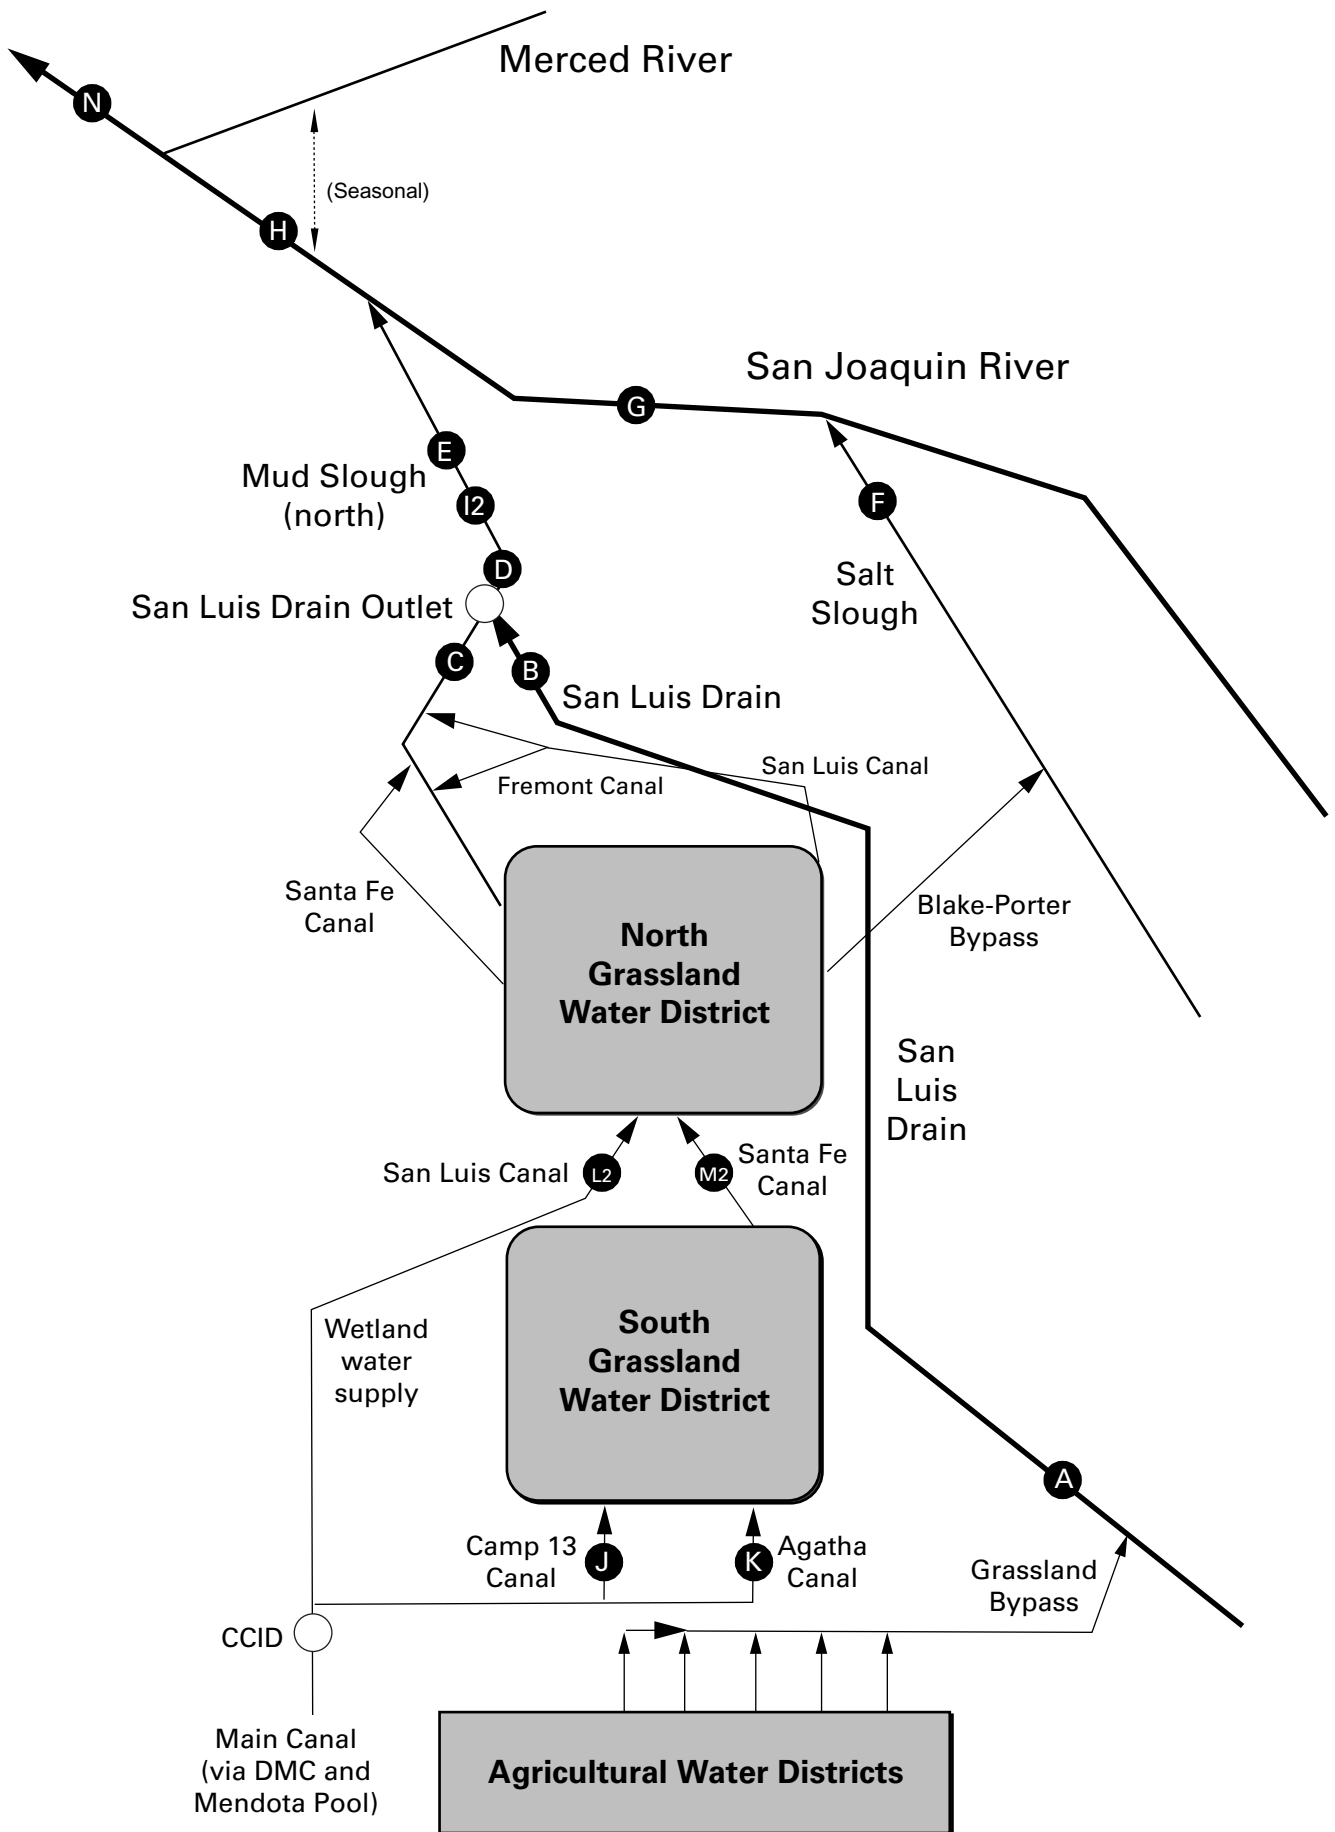 Merced River
N
(Seasonal)
H
San Joaquin River
G
E
Mud Slough
(north)
I2
F
D
Salt
Slough
San Luis Drain Outlet
C
B
San Luis Drain
San Luis Canal
Fremont Canal
Santa Fe
Canal
Blake-Porter
Bypass
North
Grassland
Water District
San
Luis
Drain
San Luis Canal
L2
M2
Santa Fe
Canal
Wetland
water
supply
South
Grassland
Water District
A
Camp 13
Canal
J
K
Agatha
Canal
Grassland
Bypass
CCID
Main Canal
(via DMC and
Mendota Pool)
Agricultural Water Districts